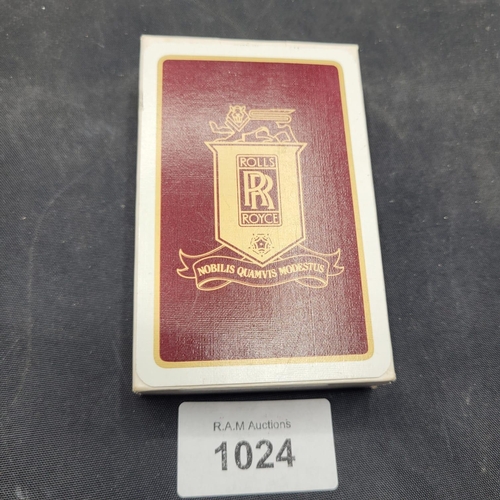 ROLLS
RR
ROYCE
NOBILIS QUAMVIS MODESTUS
R.A.M Auctions
1024